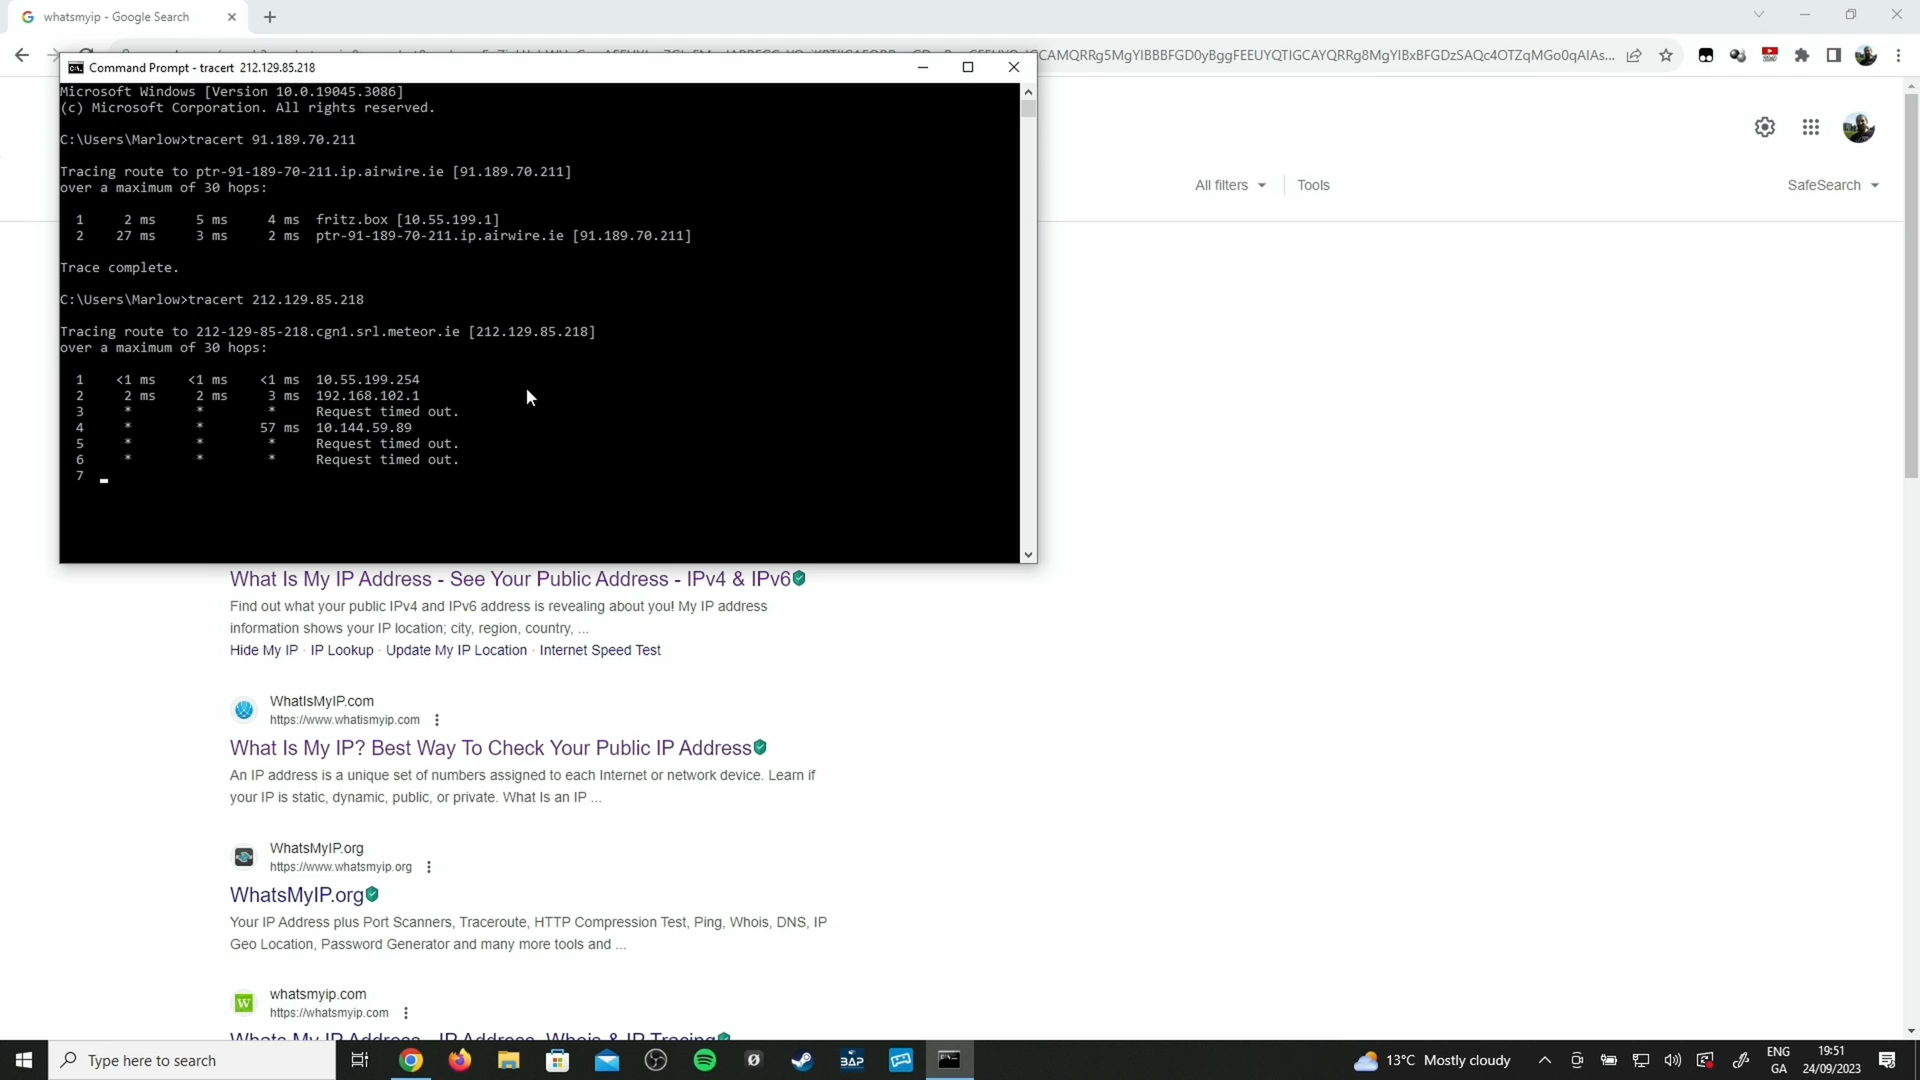 whatsmyip - Google Search
CAMQRRg5MgYIBBBFGD0yBggFEEUYQTIGCAYQRRg8MgYIBxBFGDzSAQc4OTZqMGo0qAIAs...
Command Prompt - tracert 212.129.85.218
Microsoft Windows [Version 10.0.19045.3086]
(c) Microsoft Corporation. All rights reserved.
C:\Users\Marlow>tracert 91.189.70.211
Tracing route to ptr-91-189-70-211.ip.airwire.ie [91.189.70.211]
over a maximum of 30 hops:
1 2 ms 5 ms 4 ms fritz.box [10.55.199.1]
2 27 ms 3 ms 2 ms ptr-91-189-70-211.ip.airwire.ie [91.189.70.211]
Trace complete.
C:\Users\Marlow>tracert 212.129.85.218
Tracing route to 212-129-85-218.cgn1.srl.meteor.ie [212.129.85.218]
over a maximum of 30 hops:
1 <1 ms <1 ms <1 ms 10.55.199.254
2 2 ms 2 ms 3 ms 192.168.102.1
3 * * * Request timed out.
4 * * 57 ms 10.144.59.89
5 * * * Request timed out.
6 * * * Request timed out.
7
All filters Tools SafeSearch
What Is My IP Address - See Your Public Address - IPv4 & IPv6
Find out what your public IPv4 and IPv6 address is revealing about you! My IP address
information shows your IP location; city, region, country, ...
Hide My IP · IP Lookup · Update My IP Location · Internet Speed Test
WhatIsMyIP.com
https://www.whatismyip.com
What Is My IP? Best Way To Check Your Public IP Address
An IP address is a unique set of numbers assigned to each Internet or network device. Learn if
your IP is static, dynamic, public, or private. What Is an IP ...
WhatsMyIP.org
https://www.whatsmyip.org
WhatsMyIP.org
Your IP Address plus Port Scanners, Traceroute, HTTP Compression Test, Ping, Whois, DNS, IP
Geo Location, Password Generator and many more tools and ...
W
whatsmyip.com
https://whatsmyip.com
Whats My IP Address - IP Address, Whois & IP Tracing
Type here to search
BAP
13°C Mostly cloudy
ENG
GA
19:51
24/09/2023